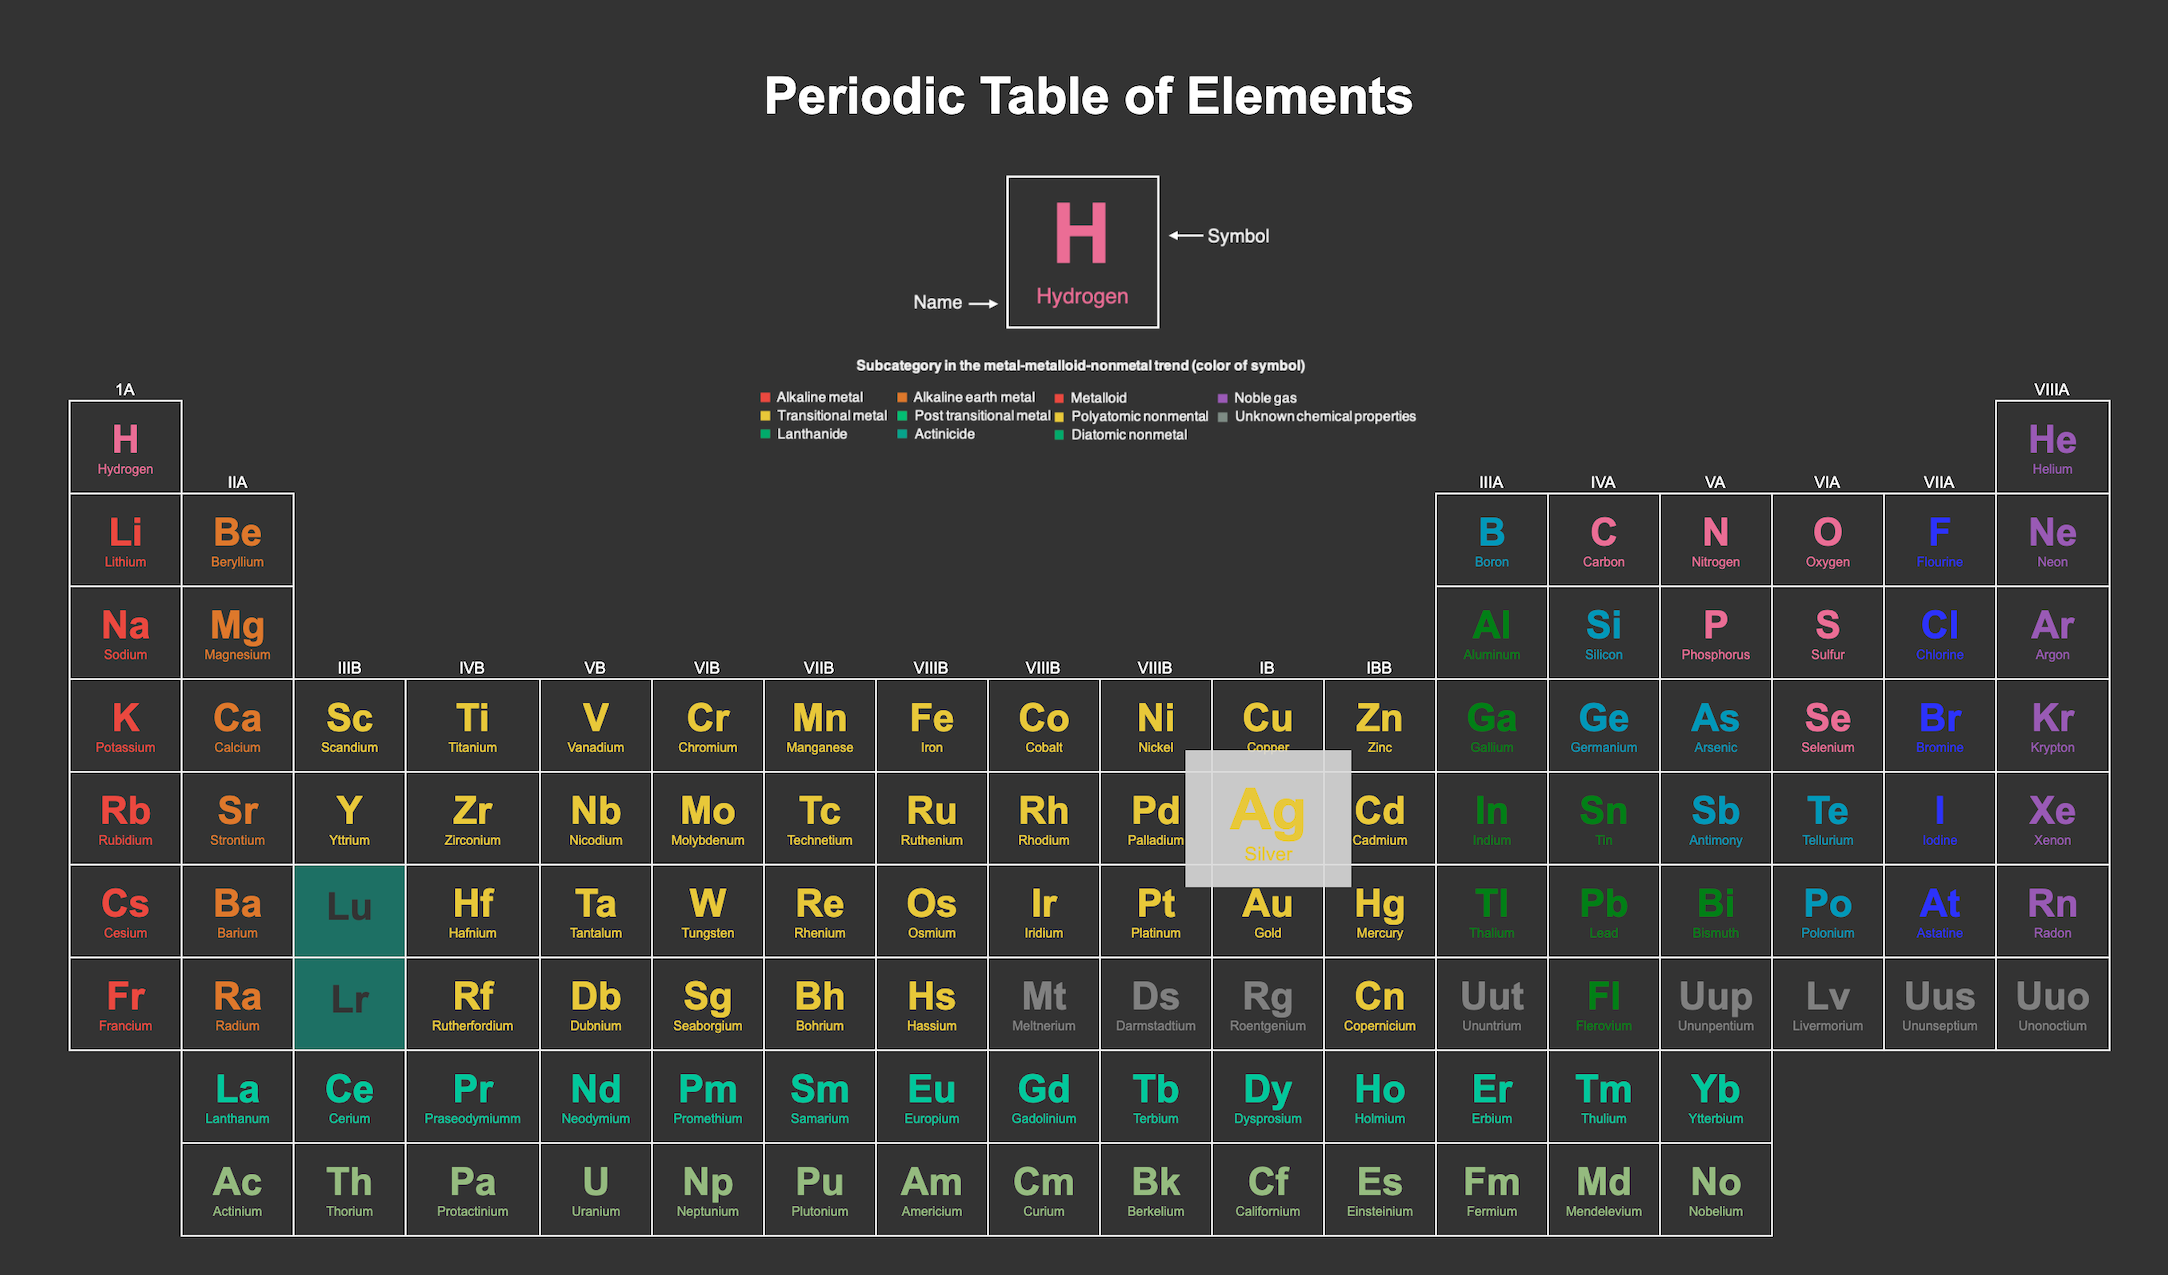 Periodic Table of Elements
H
Symbol
Name
Hydrogen
Subcategory in the metal-metalloid-nonmetal trend (color of symbol)
Alkaline metal Alkaline earth metal Metalloid Noble gas
Transitional metal Post transitional metal Polyatomic nonmental Unknown chemical properties
Lanthanide Actinicide Diatomic nonmetal
1A VIIIA
H He
Hydrogen Helium
IIA IIIA IVA VA VIA VIIA
Li Be B C N O F Ne
Lithium Beryllium Boron Carbon Nitrogen Oxygen Flourine Neon
Na Mg Al Si P S Cl Ar
Sodium Magnesium Aluminum Silicon Phosphorus Sulfur Chlorine Argon
IIIB IVB VB VIB VIIB VIIIB VIIIB VIIIB IB IBB
K Ca Sc Ti V Cr Mn Fe Co Ni Cu Zn Ga Ge As Se Br Kr
Potassium Calcium Scandium Titanium Vanadium Chromium Manganese Iron Cobalt Nickel Copper Zinc Gallium Germanium Arsenic Selenium Bromine Krypton
Rb Sr Y Zr Nb Mo Tc Ru Rh Pd Ag Cd In Sn Sb Te I Xe
Rubidium Strontium Yttrium Zirconium Nicodium Molybdenum Technetium Ruthenium Rhodium Palladium Silver Cadmium Indium Tin Antimony Tellurium Iodine Xenon
Cs Ba Lu Hf Ta W Re Os Ir Pt Au Hg Tl Pb Bi Po At Rn
Cesium Barium Hafnium Tantalum Tungsten Rhenium Osmium Iridium Platinum Gold Mercury Thallum Lead Bismuth Polonium Astatine Radon
Fr Ra Lr Rf Db Sg Bh Hs Mt Ds Rg Cn Uut Fl Uup Lv Uus Uuo
Francium Radium Rutherfordium Dubnium Seaborgium Bohrium Hassium Meltnerium Darmstadtium Roentgenium Copernicium Ununtrium Flerovium Ununpentium Livermorium Ununseptium Unonoctium
La Ce Pr Nd Pm Sm Eu Gd Tb Dy Ho Er Tm Yb
Lanthanum Cerium Praseodymiumm Neodymium Promethium Samarium Europium Gadolinium Terbium Dysprosium Holmium Erbium Thulium Ytterbium
Ac Th Pa U Np Pu Am Cm Bk Cf Es Fm Md No
Actinium Thorium Protactinium Uranium Neptunium Plutonium Americium Curium Berkelium Californium Einsteinium Fermium Mendelevium Nobelium